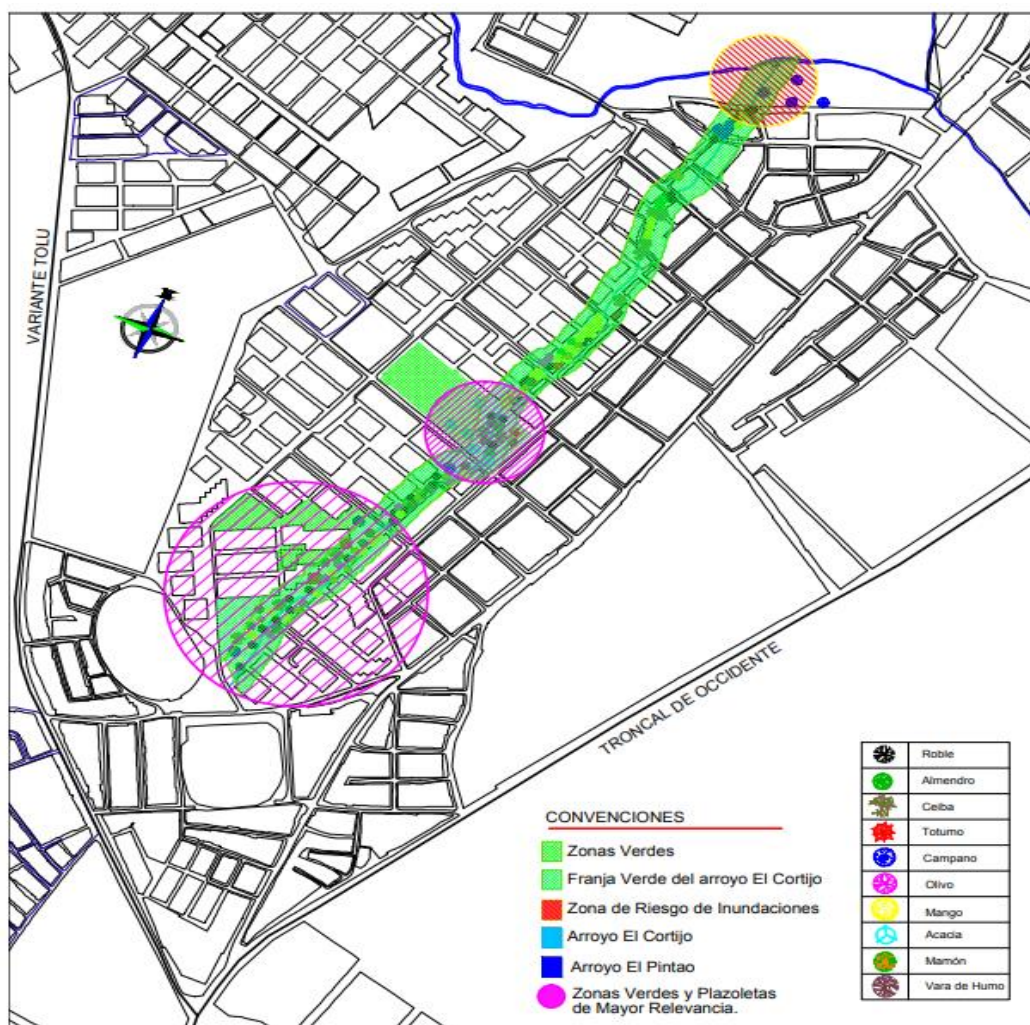 VARIANTE TOLU
TRONCAL DE OCCIDENTE
CONVENCIONES
Zonas Verdes
Franja Verde del arroyo El Cortijo
Zona de Riesgo de Inundaciones
Arroyo El Cortijo
Arroyo El Pintao
Zonas Verdes y Plazoletas
de Mayor Relevancia.
Roble
Almendro
Ceiba
Totumo
Campano
Olivo
Mango
Acacia
Mamón
Vara de Humo